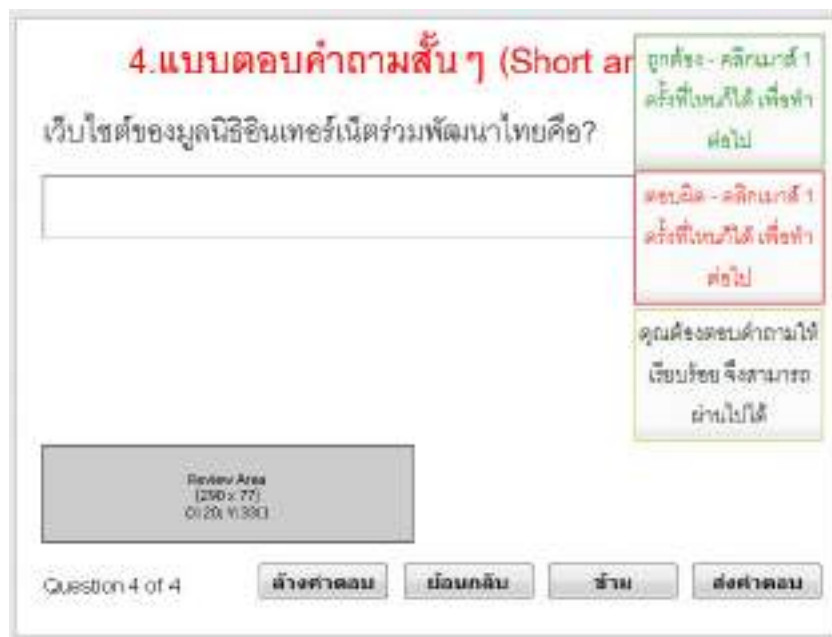 4.แบบตอบคำถามสั้น ๆ (Short an
เว็บไซต์ของมูลนิธิอินเทอร์เน็ตร่วมพัฒนาไทยคือ?
ถูกต้อง - คลิกเมาส์ 1
ครั้งที่ไหนก็ได้ เพื่อทำ
ต่อไป
ตอบผิด - คลิกเมาส์ 1
ครั้งที่ไหนก็ได้ เพื่อทำ
ต่อไป
คุณต้องตอบคำถามให้
เรียบร้อย จึงสามารถ
ผ่านไปได้
Review Area
(290 x 77)
Question 4 of 4
ล้างคำตอบ
ย้อนกลับ
ข้าม
ส่งคำตอบ